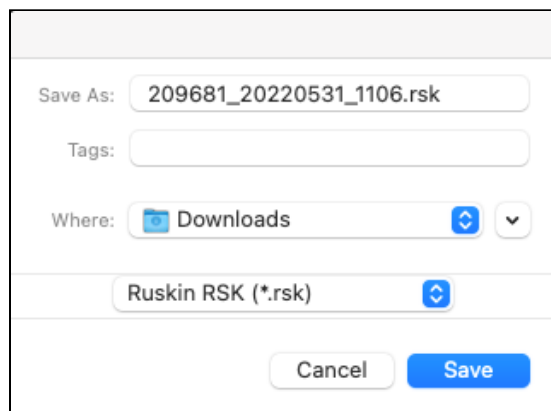 Save As: 209681_20220531_1106.rsk
Tags:
Where: Downloads
Ruskin RSK (*.rsk)
Cancel Save